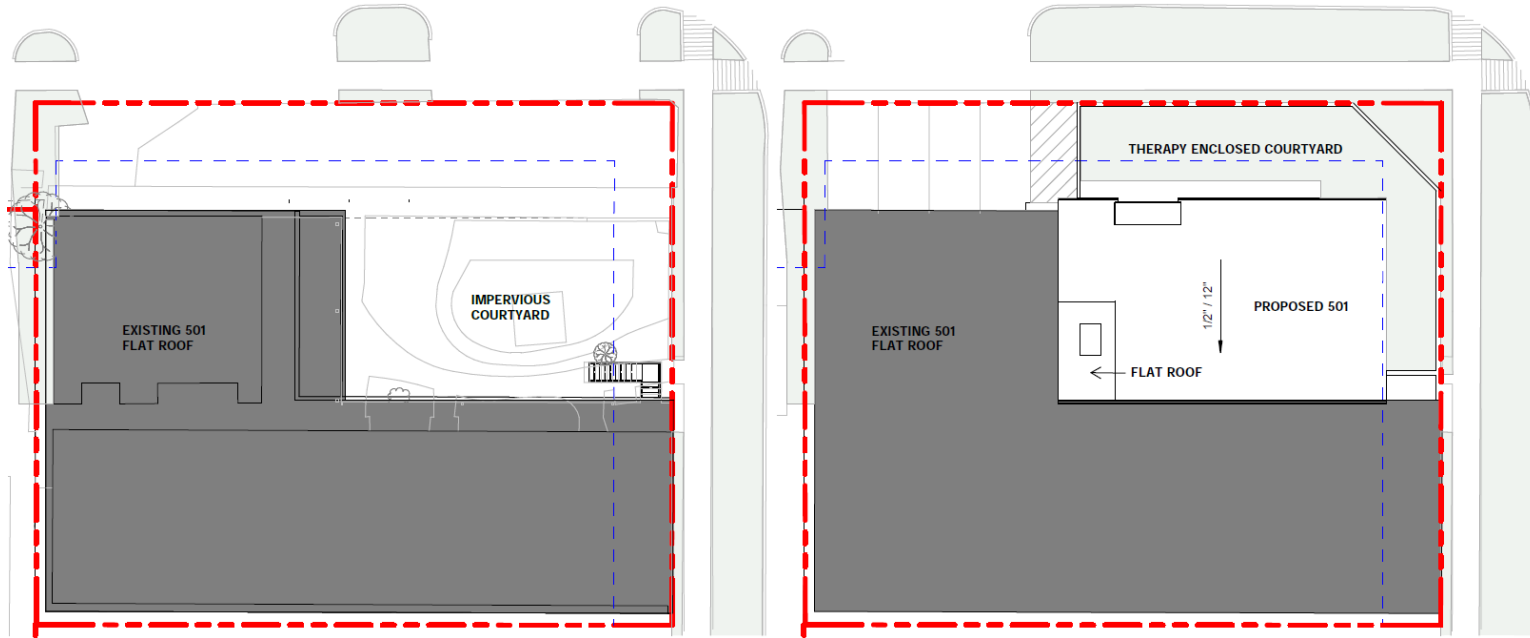 EXISTING 501
FLAT ROOF
IMPERVIOUS
COURTYARD
THERAPY ENCLOSED COURTYARD
EXISTING 501
FLAT ROOF
1/2" / 12"
PROPOSED 501
FLAT ROOF